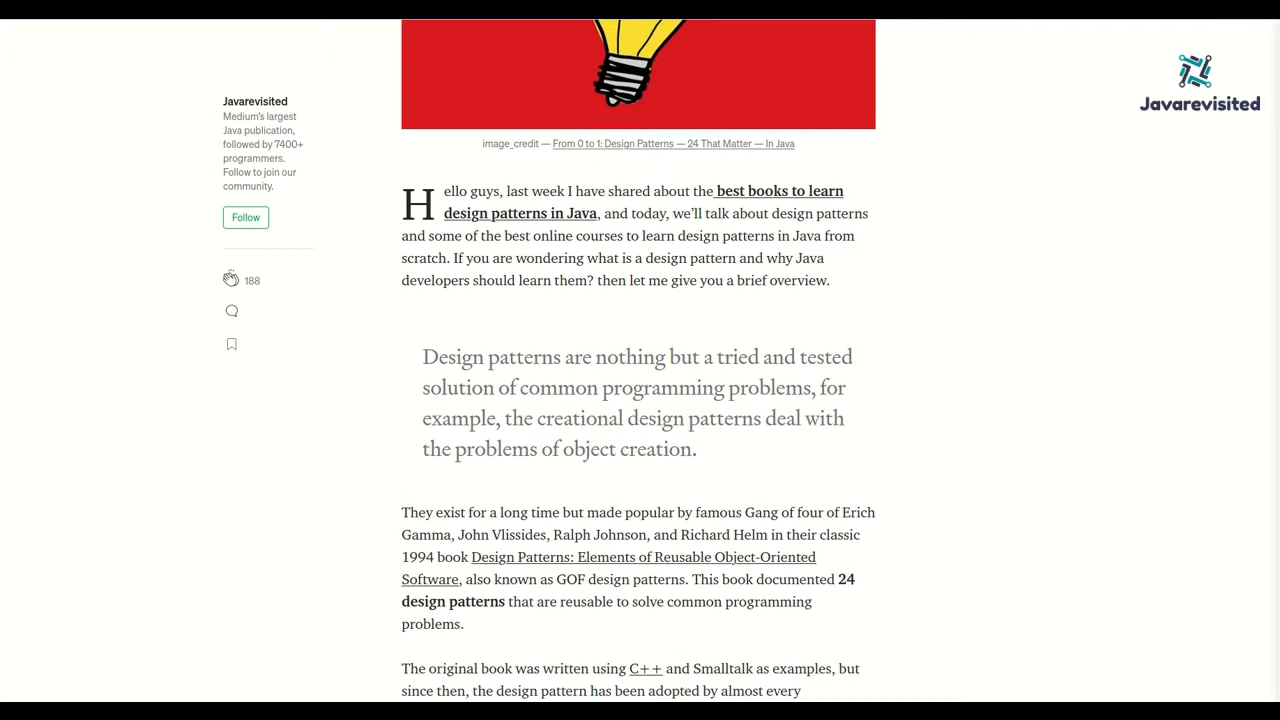 Javarevisited
Medium's largest
Java publication,
followed by 7400+
programmers.
Follow to join our
community.
Follow
188
image_credit — From 0 to 1: Design Patterns — 24 That Matter — In Java
Hello guys, last week I have shared about the best books to learn
design patterns in Java, and today, we'll talk about design patterns
and some of the best online courses to learn design patterns in Java from
scratch. If you are wondering what is a design pattern and why Java
developers should learn them? then let me give you a brief overview.
Design patterns are nothing but a tried and tested
solution of common programming problems, for
example, the creational design patterns deal with
the problems of object creation.
They exist for a long time but made popular by famous Gang of four of Erich
Gamma, John Vlissides, Ralph Johnson, and Richard Helm in their classic
1994 book Design Patterns: Elements of Reusable Object-Oriented
Software, also known as GOF design patterns. This book documented 24
design patterns that are reusable to solve common programming
problems.
The original book was written using C++ and Smalltalk as examples, but
since then, the design pattern has been adopted by almost every
Javarevisited